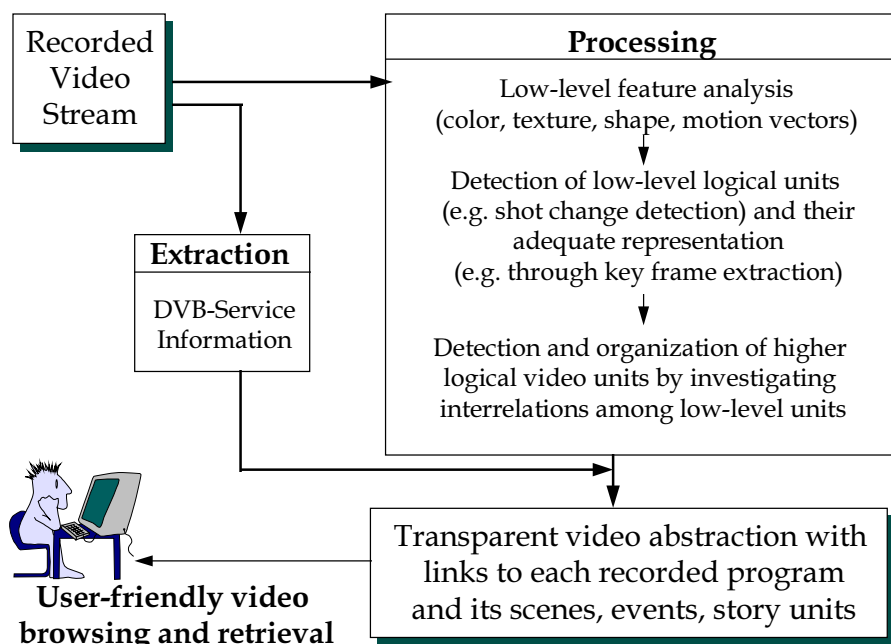 Recorded
Video
Stream
Processing
Low-level feature analysis
(color, texture, shape, motion vectors)
Detection of low-level logical units
(e.g. shot change detection) and their
adequate representation
(e.g. through key frame extraction)
Detection and organization of higher
logical video units by investigating
interrelations among low-level units
Extraction
DVB-Service
Information
Transparent video abstraction with
links to each recorded program
and its scenes, events, story units
User-friendly video
browsing and retrieval